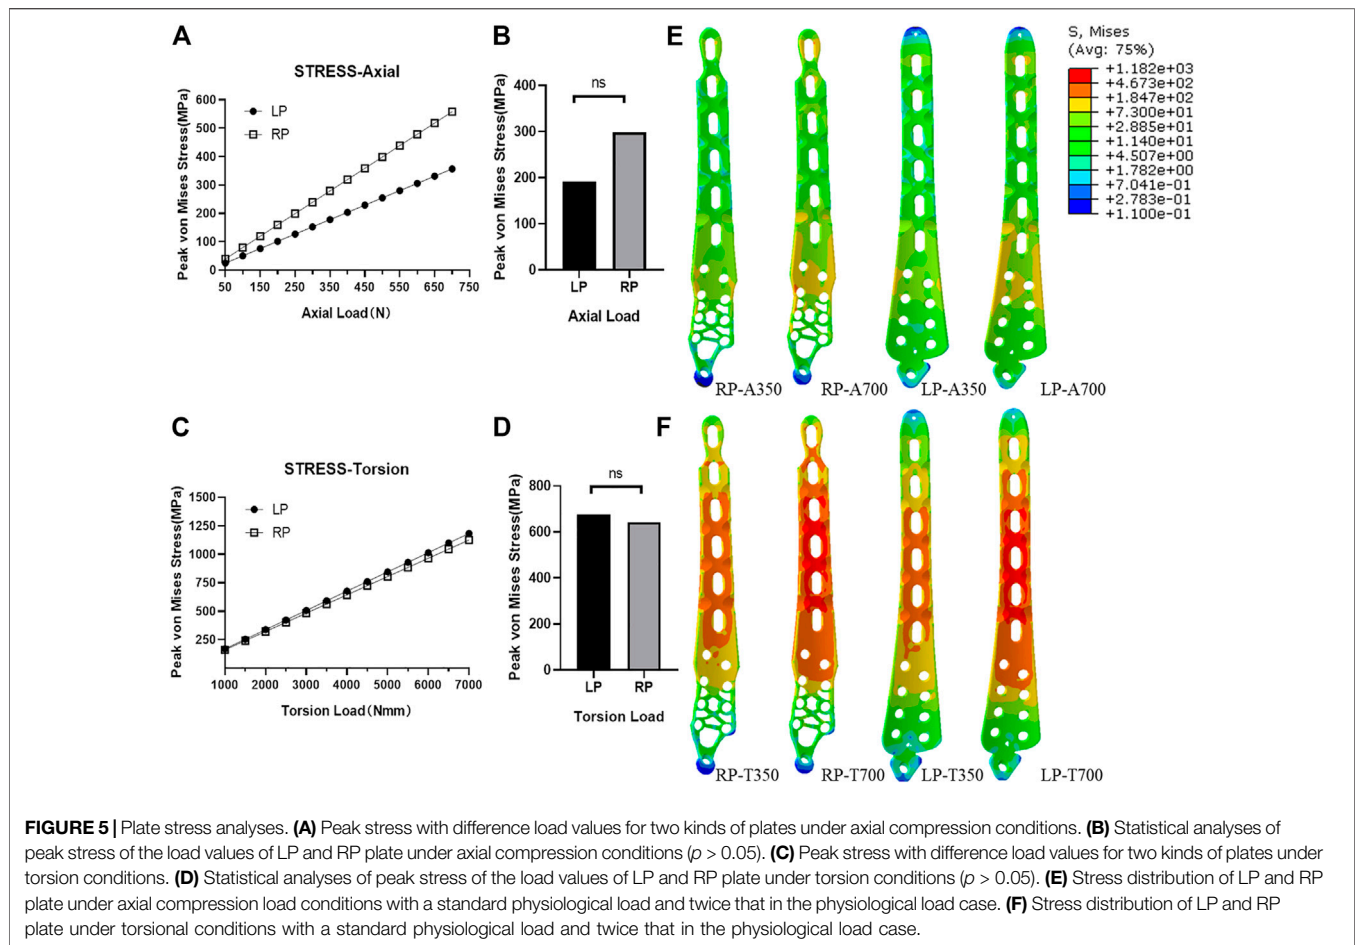 A
STRESS-Axial
Peak von Mises Stress(MPa)
600
500
400
300
200
100
0
LP
RP
50 150 250 350 450 550 650 750
Axial Load(N)
B
Peak von Mises Stress(MPa)
400
300
200
100
0
ns
LP RP
Axial Load
E
RP-A350 RP-A700 LP-A350 LP-A700
S, Mises
(Avg: 75%)
+1.182e+03
+4.673e+02
+1.847e+02
+7.300e+01
+2.885e+01
+1.140e+01
+4.507e+00
+1.782e+00
+7.041e-01
+2.783e-01
+1.100e-01
C
STRESS-Torsion
Peak von Mises Stress(MPa)
1500
1250
1000
750
500
250
LP
RP
1000 2000 3000 4000 5000 6000 7000
Torsion Load(Nmm)
D
Peak von Mises Stress(MPa)
800
600
400
200
0
ns
LP RP
Torsion Load
F
RP-T350 RP-T700 LP-T350 LP-T700
FIGURE 5 | Plate stress analyses. (A) Peak stress with difference load values for two kinds of plates under axial compression conditions. (B) Statistical analyses of
peak stress of the load values of LP and RP plate under axial compression conditions (p > 0.05). (C) Peak stress with difference load values for two kinds of plates under
torsion conditions. (D) Statistical analyses of peak stress of the load values of LP and RP plate under torsion conditions (p > 0.05). (E) Stress distribution of LP and RP
plate under axial compression load conditions with a standard physiological load and twice that in the physiological load case. (F) Stress distribution of LP and RP
plate under torsional conditions with a standard physiological load and twice that in the physiological load case.